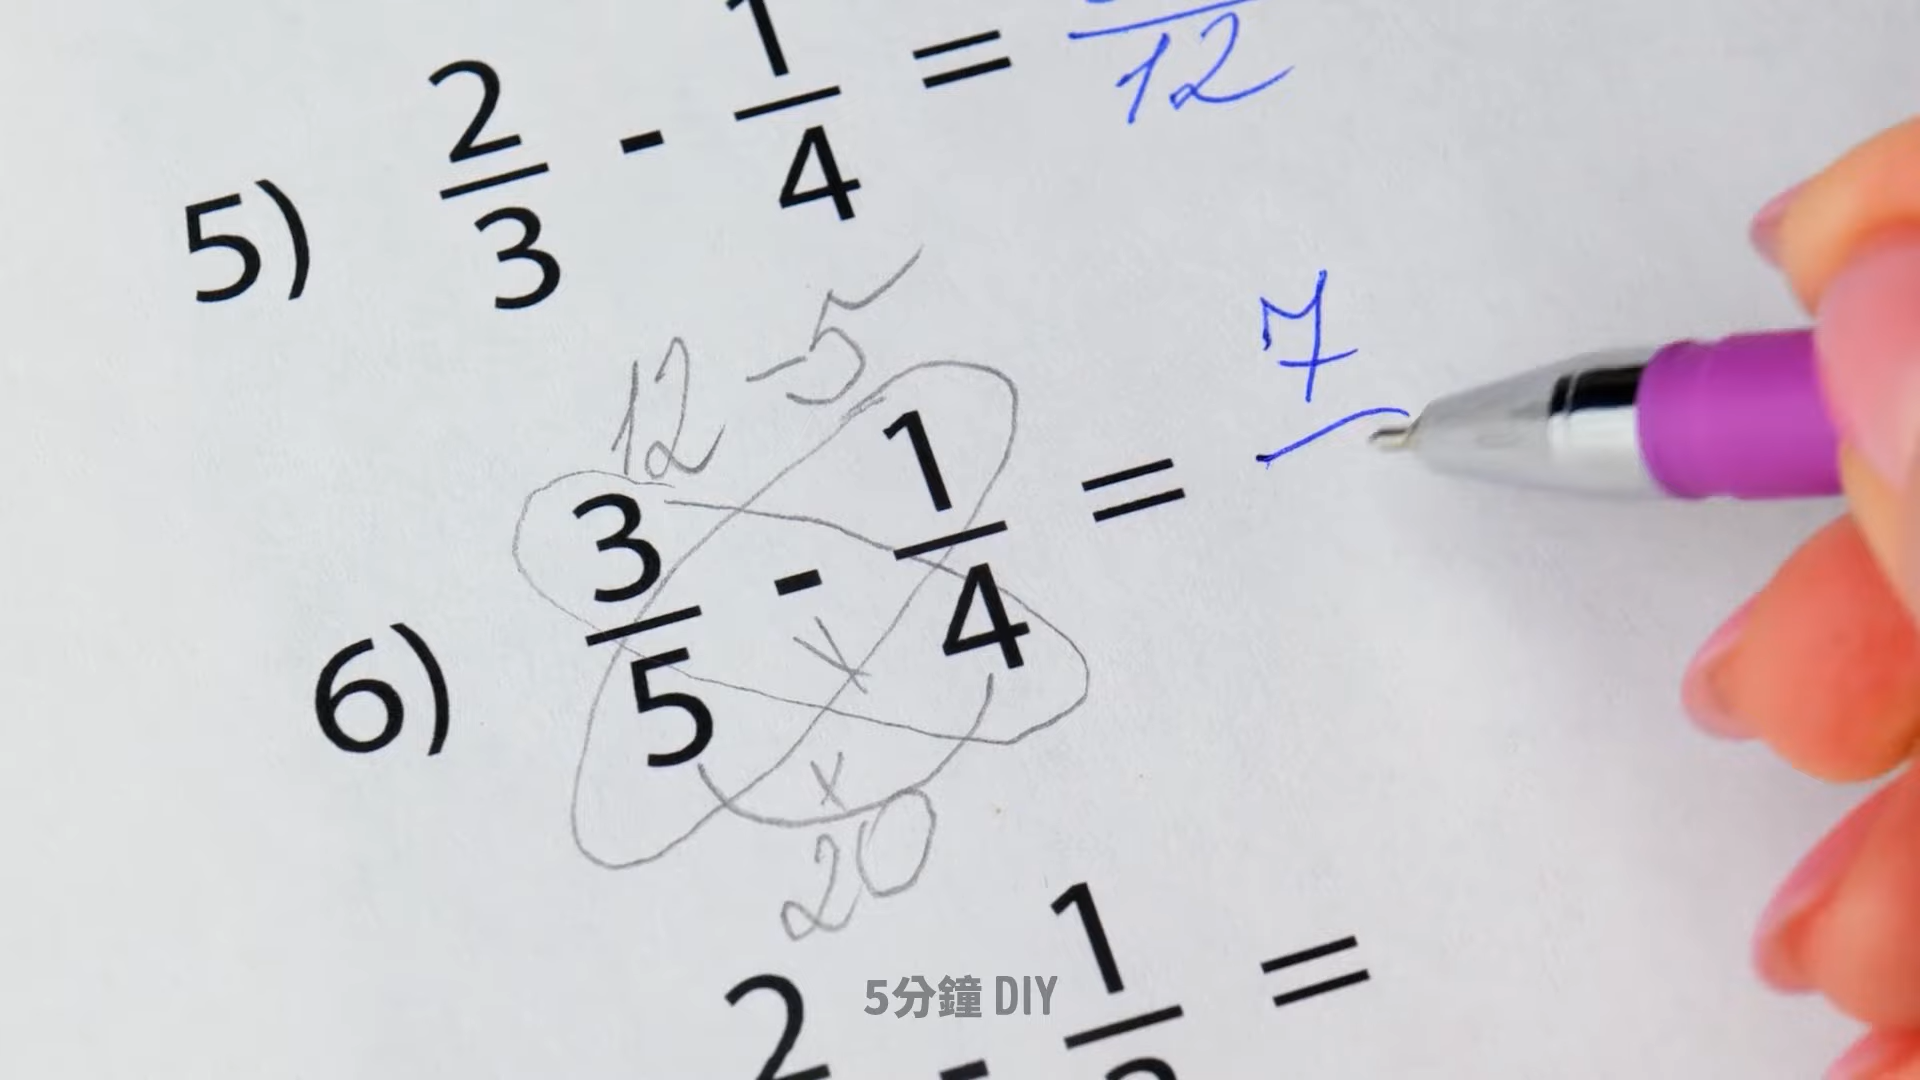 5) 2/3 - 1/4 = /12
12 - 5
6) 3/5 - 1/4 = 7/
x
x
20
2 - 1 =
5分鐘 DIY